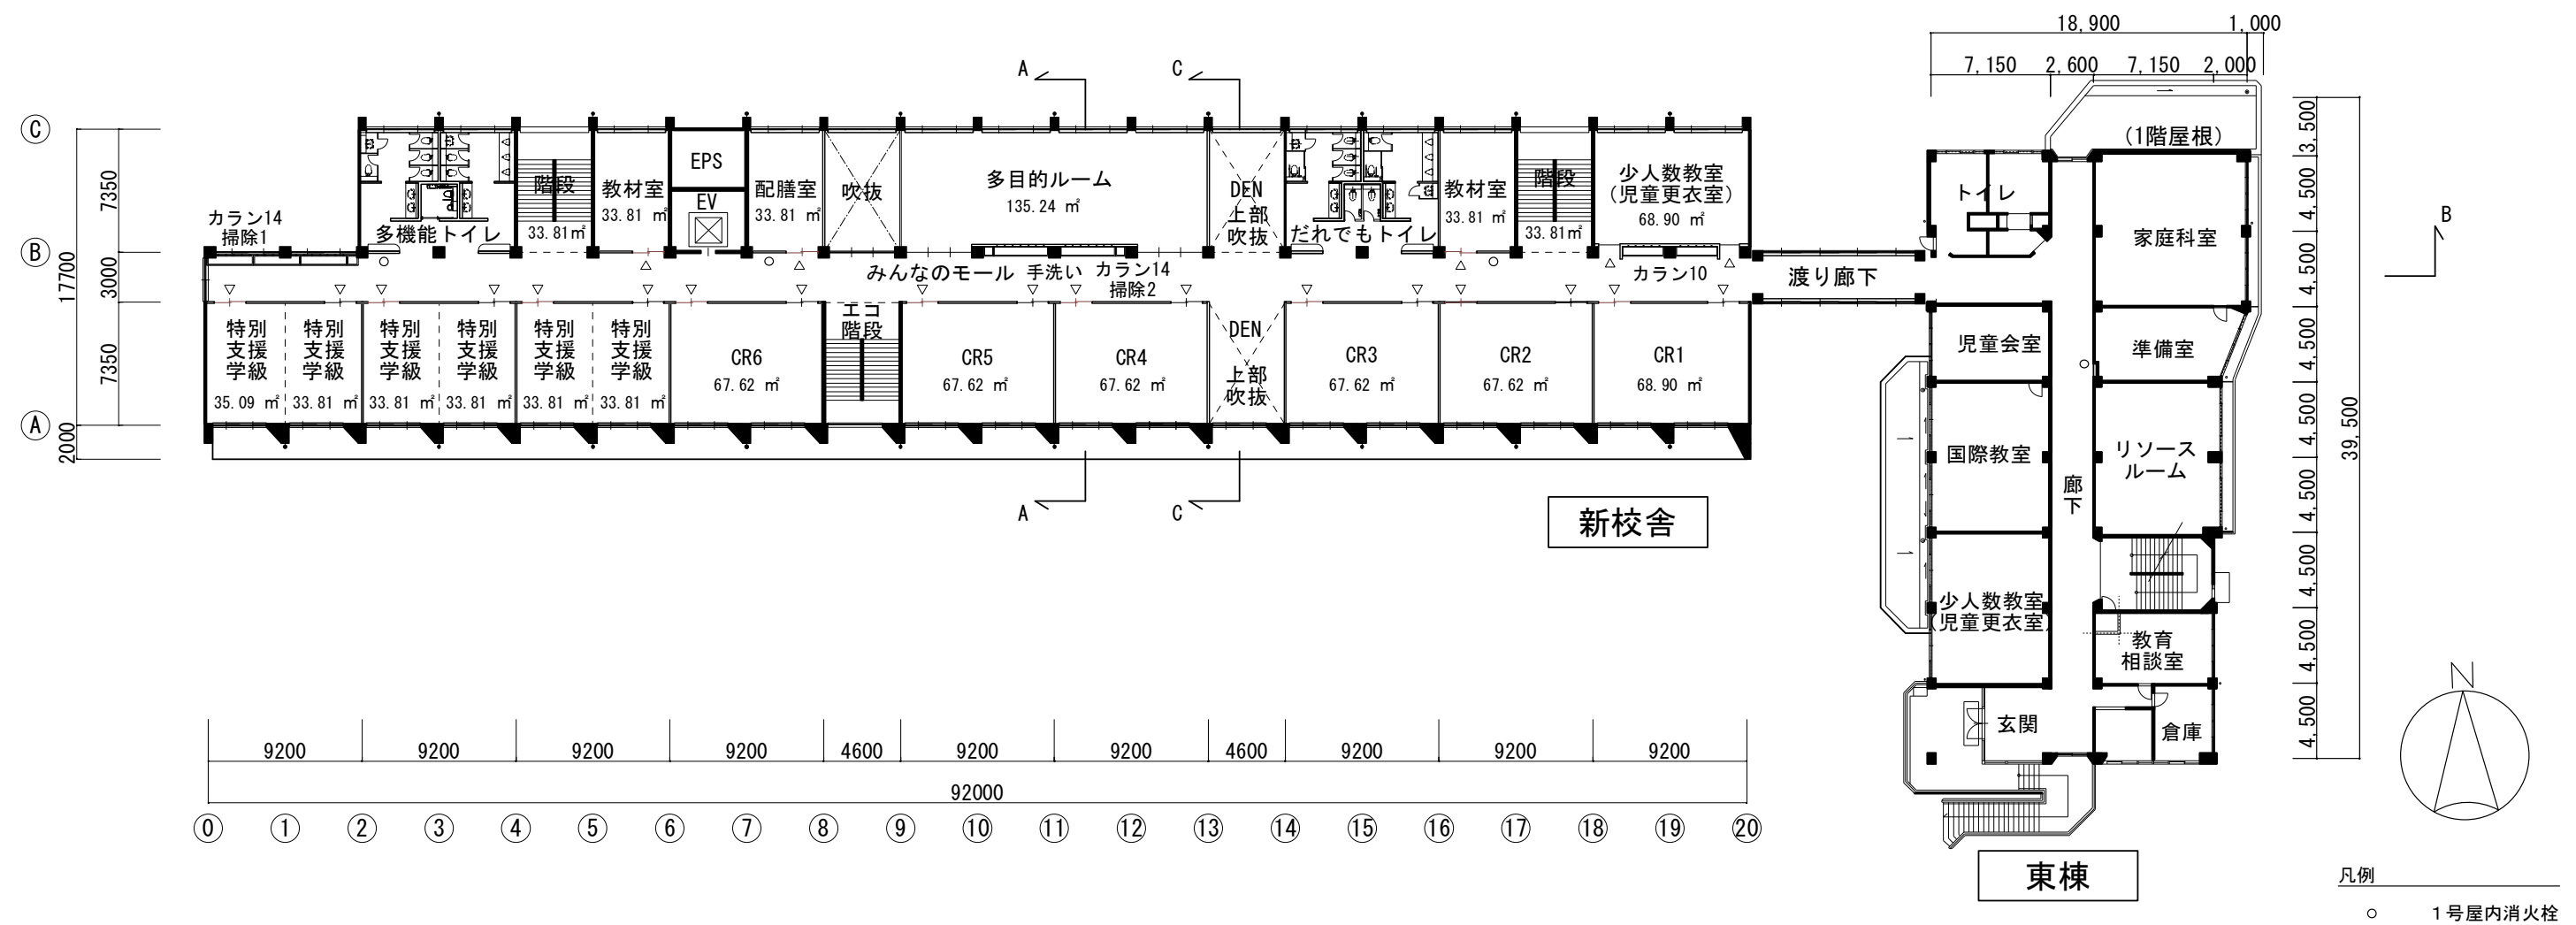 18,900
1,000
7,150
2,600
7,150
2,000
A
C
C
B
A
7350
3000
7350
17700
2000
カラン14
掃除1
多機能トイレ
階段
33.81㎡
教材室
33.81 ㎡
EPS
EV
配膳室
33.81 ㎡
吹抜
多目的ルーム
135.24 ㎡
DEN
上部
吹抜
だれでもトイレ
教材室
33.81 ㎡
階段
33.81㎡
少人数教室
(児童更衣室)
68.90 ㎡
みんなのモール
手洗い
カラン14
掃除2
カラン10
渡り廊下
特別
支援
学級
35.09 ㎡
特別
支援
学級
33.81 ㎡
特別
支援
学級
33.81 ㎡
特別
支援
学級
33.81 ㎡
特別
支援
学級
33.81 ㎡
特別
支援
学級
33.81 ㎡
CR6
67.62 ㎡
エコ
階段
CR5
67.62 ㎡
CR4
67.62 ㎡
DEN
上部
吹抜
CR3
67.62 ㎡
CR2
67.62 ㎡
CR1
68.90 ㎡
A
C
新校舎
9200
9200
9200
9200
4600
9200
9200
4600
9200
9200
9200
92000
0
1
2
3
4
5
6
7
8
9
10
11
12
13
14
15
16
17
18
19
20
(1階屋根)
トイレ
家庭科室
児童会室
準備室
国際教室
リソース
ルーム
廊下
少人数教室
(児童更衣室)
教育
相談室
玄関
倉庫
3,500
4,500
4,500
4,500
4,500
4,500
4,500
4,500
4,500
39,500
B
東棟
N
凡例
１号屋内消火栓